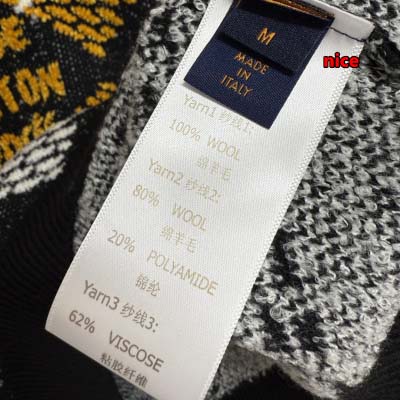 TON
M
MADE IN
ITALY
nice
Yarn1 纱线1:
100% WOOL
绵羊毛
Yarn2 纱线2:
80% WOOL
绵羊毛
20% POLYAMIDE
锦纶
Yarn3 纱线3:
62% VISCOSE
粘胶纤维